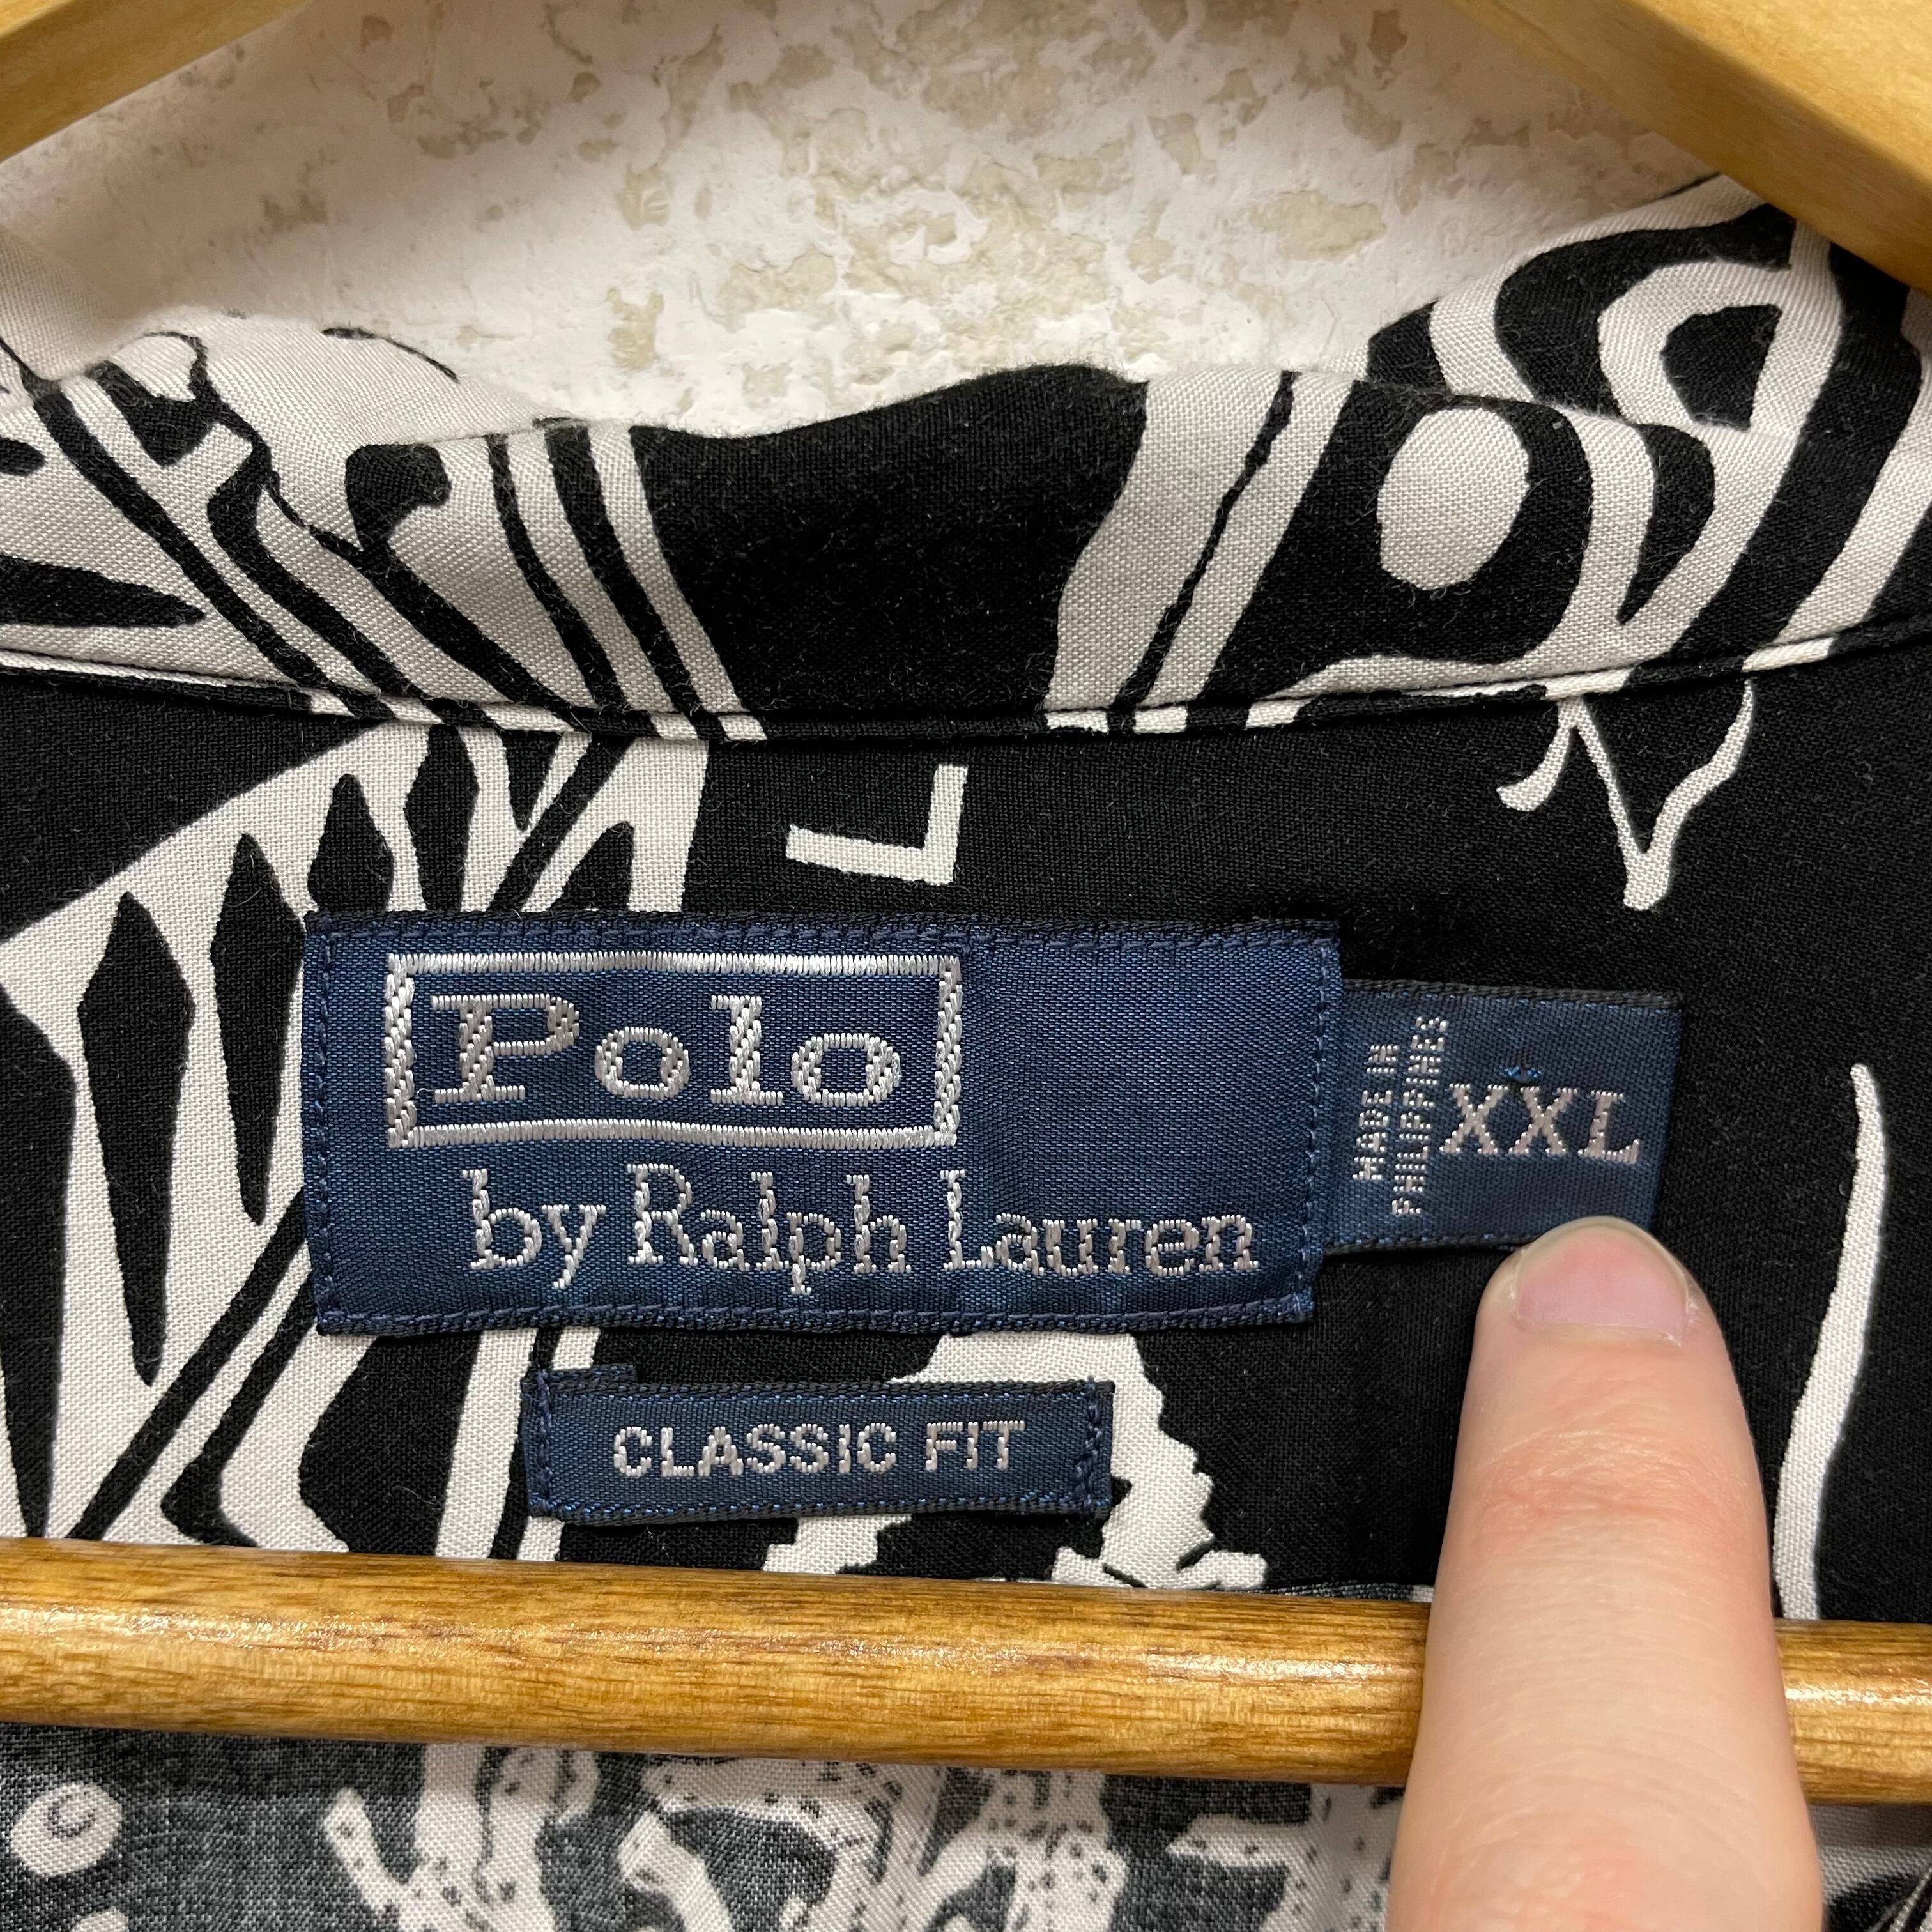 Polo
by Ralph Lauren
MADE IN
PHILIPPINES
XXL
CLASSIC FIT